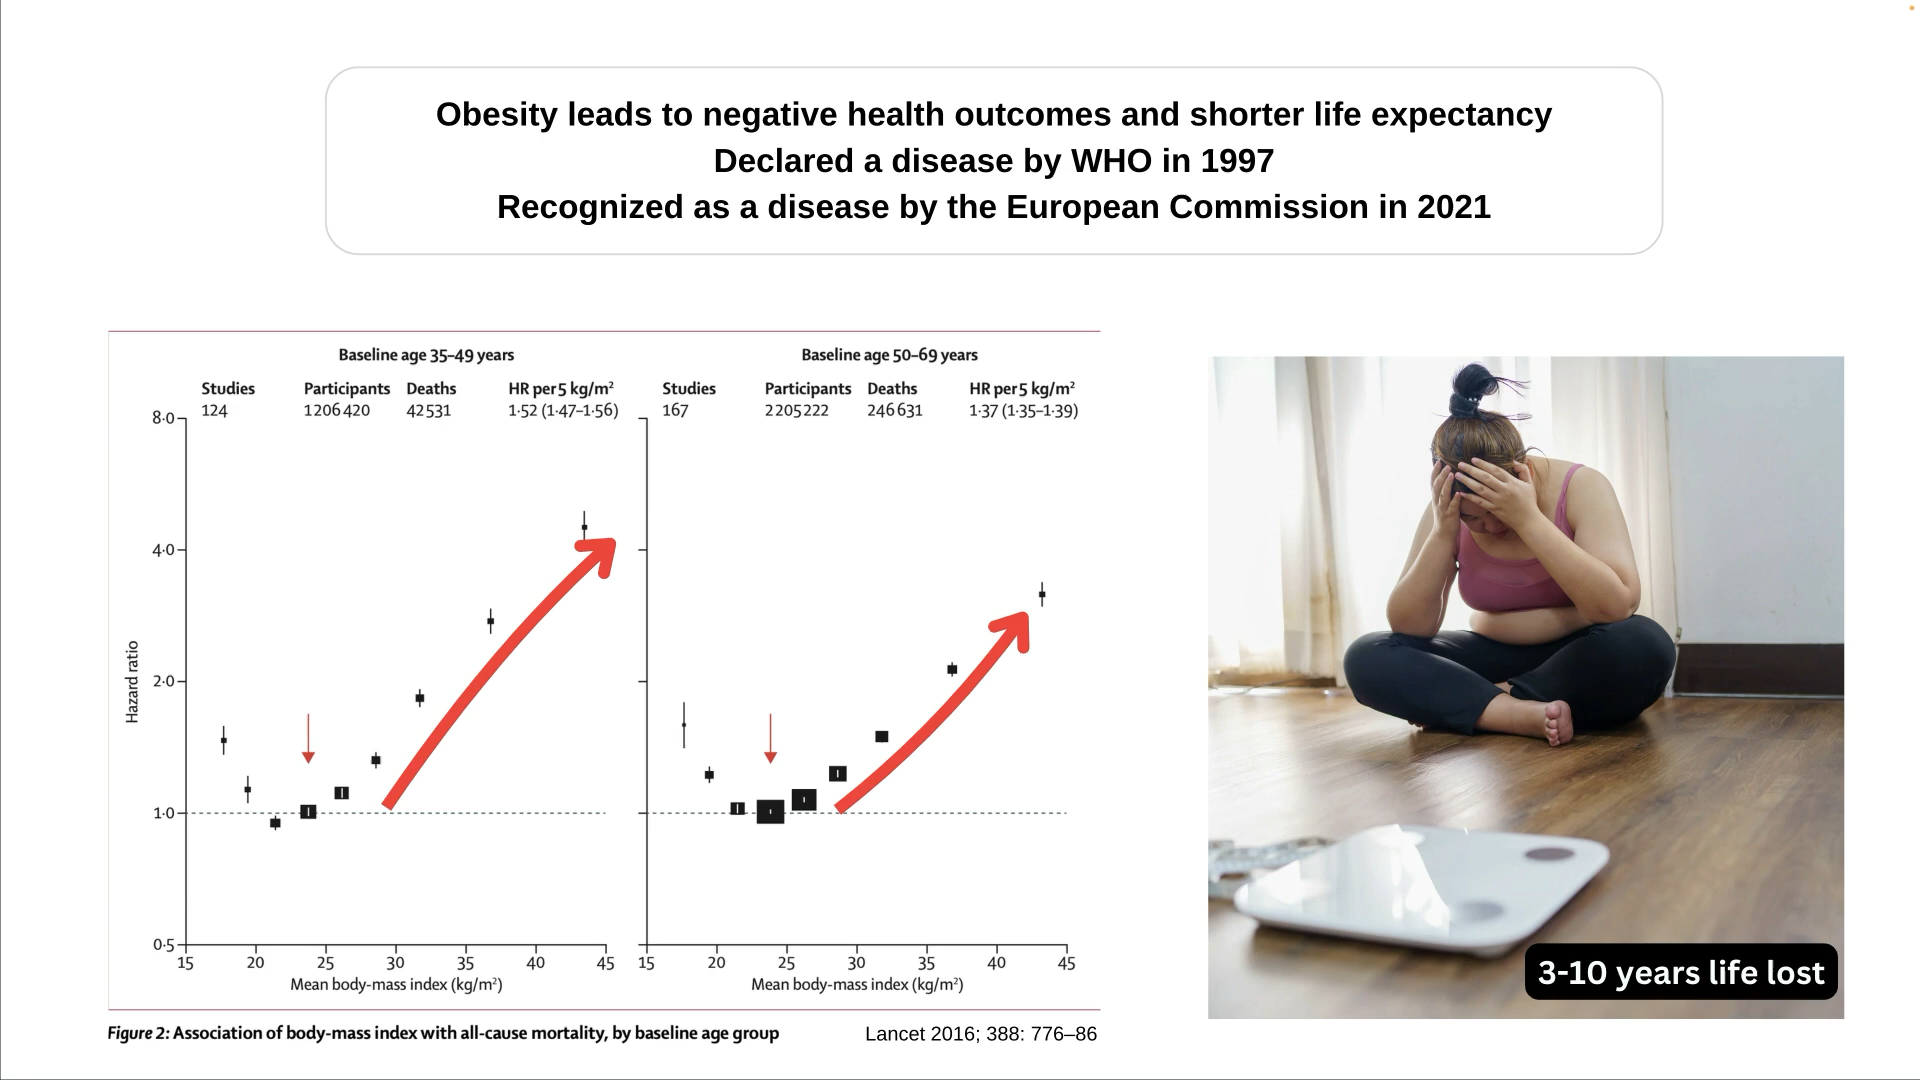 Obesity leads to negative health outcomes and shorter life expectancy
Declared a disease by WHO in 1997
Recognized as a disease by the European Commission in 2021
Baseline age 35–49 years
Studies Participants Deaths HR per 5 kg/m²
124 1206420 42531 1·52 (1·47–1·56)
Baseline age 50–69 years
Studies Participants Deaths HR per 5 kg/m²
167 2205222 246631 1·37 (1·35–1·39)
Hazard ratio
8·0
4·0
2·0
1·0
0·5
15 20 25 30 35 40 45
Mean body-mass index (kg/m²)
15 20 25 30 35 40 45
Mean body-mass index (kg/m²)
Figure 2: Association of body-mass index with all-cause mortality, by baseline age group
Lancet 2016; 388: 776–86
3-10 years life lost